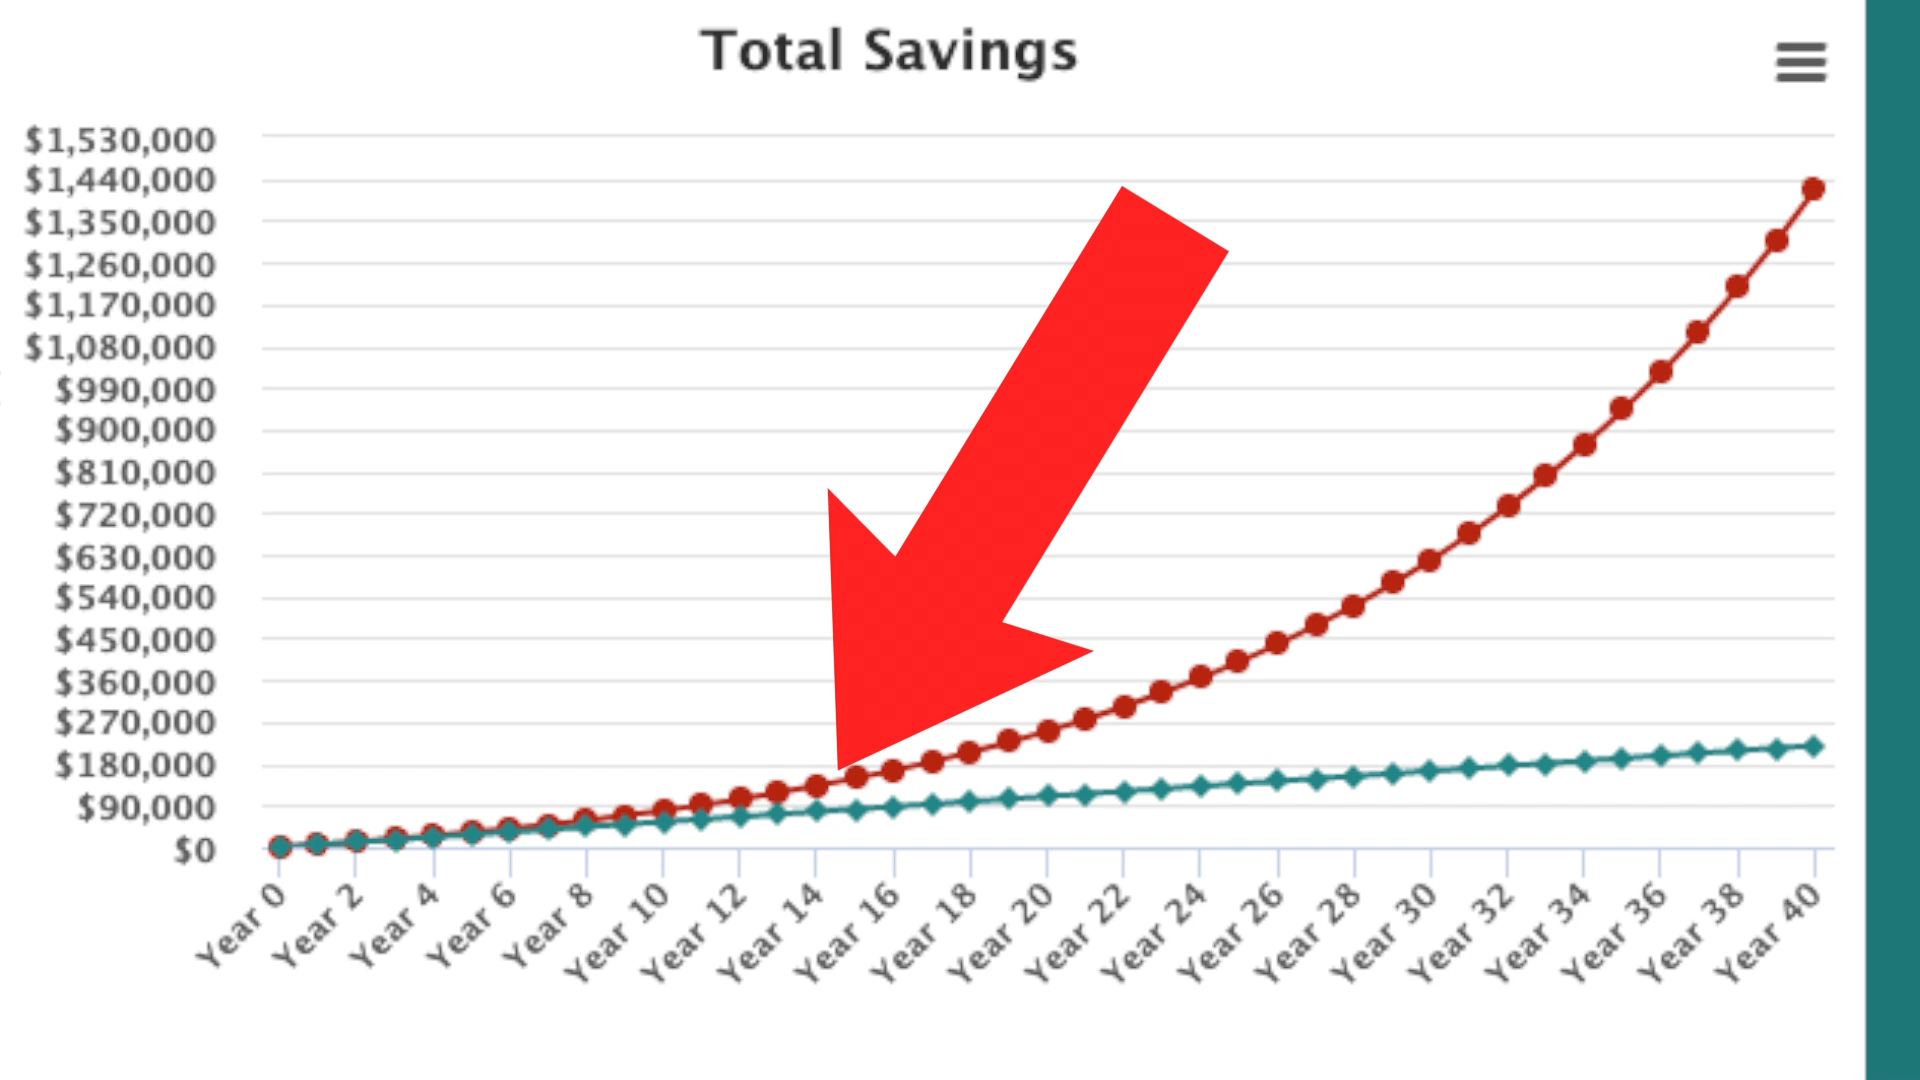 Total Savings
$1,530,000
$1,440,000
$1,350,000
$1,260,000
$1,170,000
$1,080,000
$990,000
$900,000
$810,000
$720,000
$630,000
$540,000
$450,000
$360,000
$270,000
$180,000
$90,000
$0
Year 0
Year 2
Year 4
Year 6
Year 8
Year 10
Year 12
Year 14
Year 16
Year 18
Year 20
Year 22
Year 24
Year 26
Year 28
Year 30
Year 32
Year 34
Year 36
Year 38
Year 40